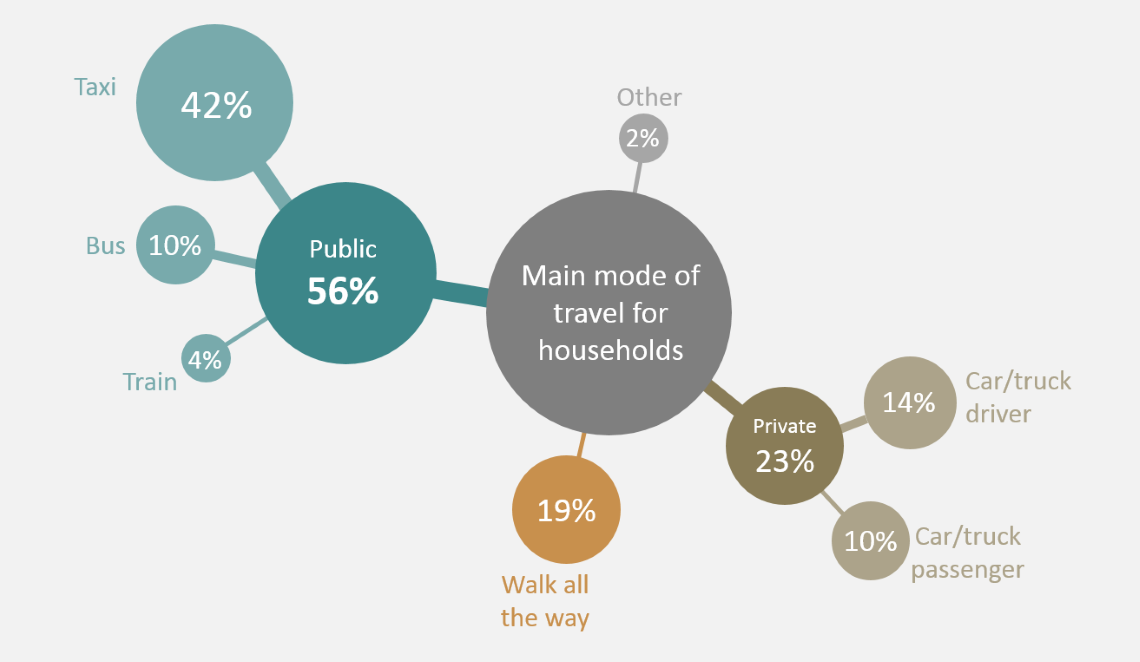 Taxi
42%
Bus
10%
Train
4%
Public
56%
Main mode of
travel for
households
Other
2%
Walk all
the way
19%
Private
23%
Car/truck
driver
14%
Car/truck
passenger
10%